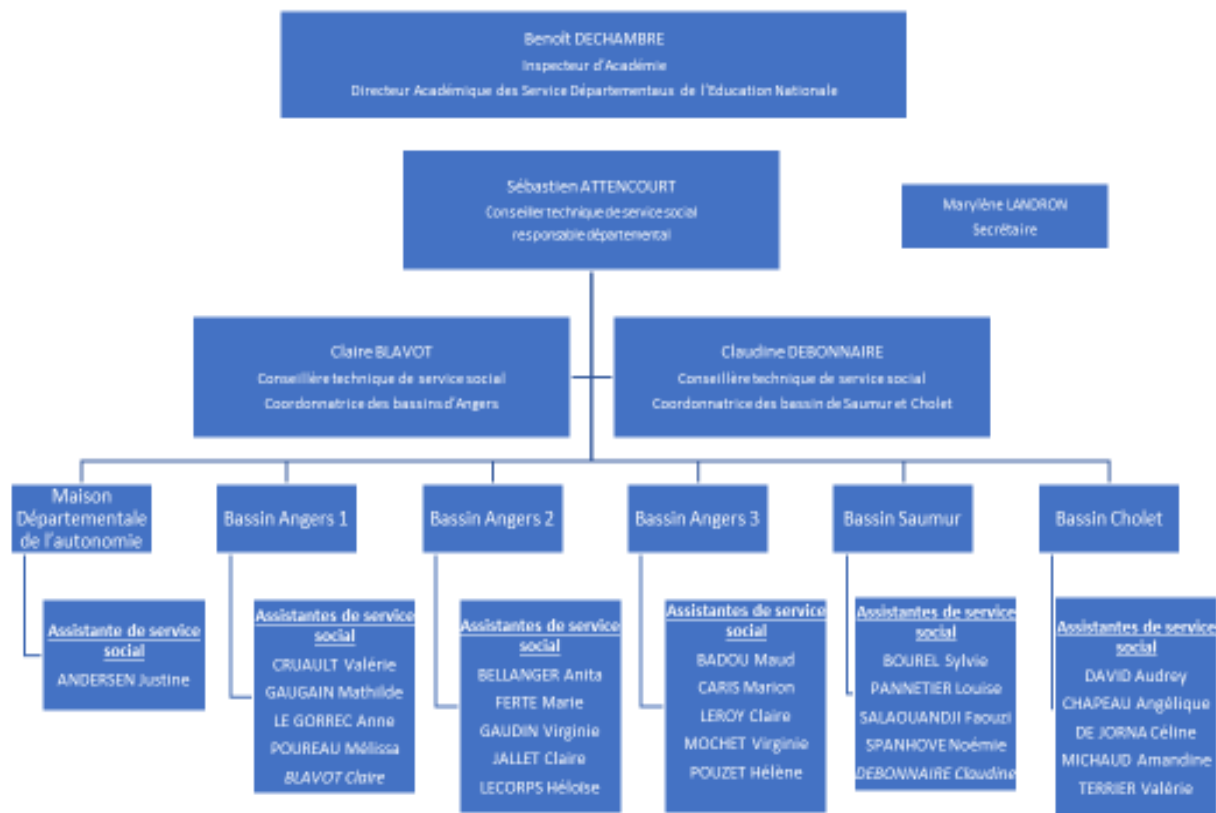 Benoît DECHAMBRE
Inspecteur d'Académie
Directeur Académique des Service Départementaus de l'Education Nationale
Sébastien ATTENCOURT
Conseiller technique de service social
responsable départemental
Marylène LANDRON
Secrétaire
Claire BLAVOT
Conseillère technique de service social
Coordonnatrice des bassins d'Angers
Claudine DEBONNAIRE
Conseillère technique de service social
Coordonnatrice des bassin de Saumur et Cholet
Maison
Départementale
de l'autonomie
Bassin Angers 1
Bassin Angers 2
Bassin Angers 3
Bassin Saumur
Bassin Cholet
Assistante de service
social
ANDERSEN Justine
Assistantes de service
social
CRUAULT Valérie
GAUGAIN Mathilde
LE GORREC Anne
POUREAU Mélissa
BLAVOT Claire
Assistantes de service
social
BELLANGER Anita
FERTE Marie
GAUDIN Virginie
JALLET Claire
LECORPS Héloïse
Assistantes de service
social
BADOU Maud
CARIS Marion
LEROY Claire
MOCHET Virginie
POUZET Hélène
Assistantes de service
social
BOUREL Sylvie
PANNETIER Louise
SALAOUANDJI Faouzi
SPANHOVE Noémie
DEBONNAIRE Claudine
Assistantes de service
social
DAVID Audrey
CHAPEAU Angélique
DE JORNA Céline
MICHAUD Amandine
TERRIER Valérie